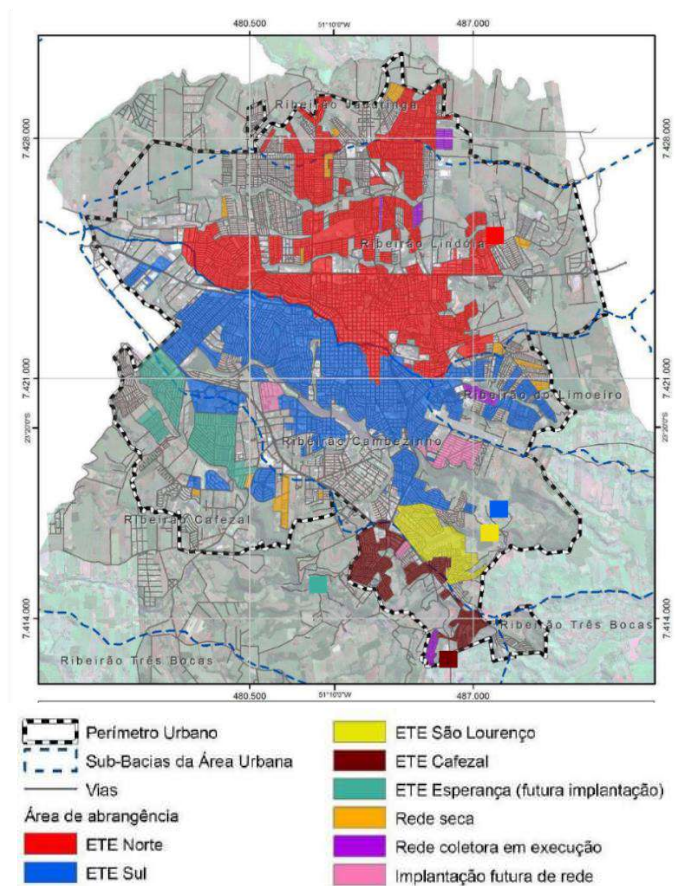 480.500
51°10'0"W
487.000
Ribeirão Jacutinga
7.428.000
7.428.000
Ribeirão Lindóia
7.421.000
7.421.000
Ribeirão do Limoeiro
23°20'0"S
23°20'0"S
Ribeirão Cambezinho
Ribeirão Cafezal
7.414.000
7.414.000
Ribeirão Três Bocas
Ribeirão Três Bocas
480.500
51°10'0"W
487.000
Perímetro Urbano
Sub-Bacias da Área Urbana
Vias
Área de abrangência
ETE Norte
ETE Sul
ETE São Lourenço
ETE Cafezal
ETE Esperança (futura implantação)
Rede seca
Rede coletora em execução
Implantação futura de rede